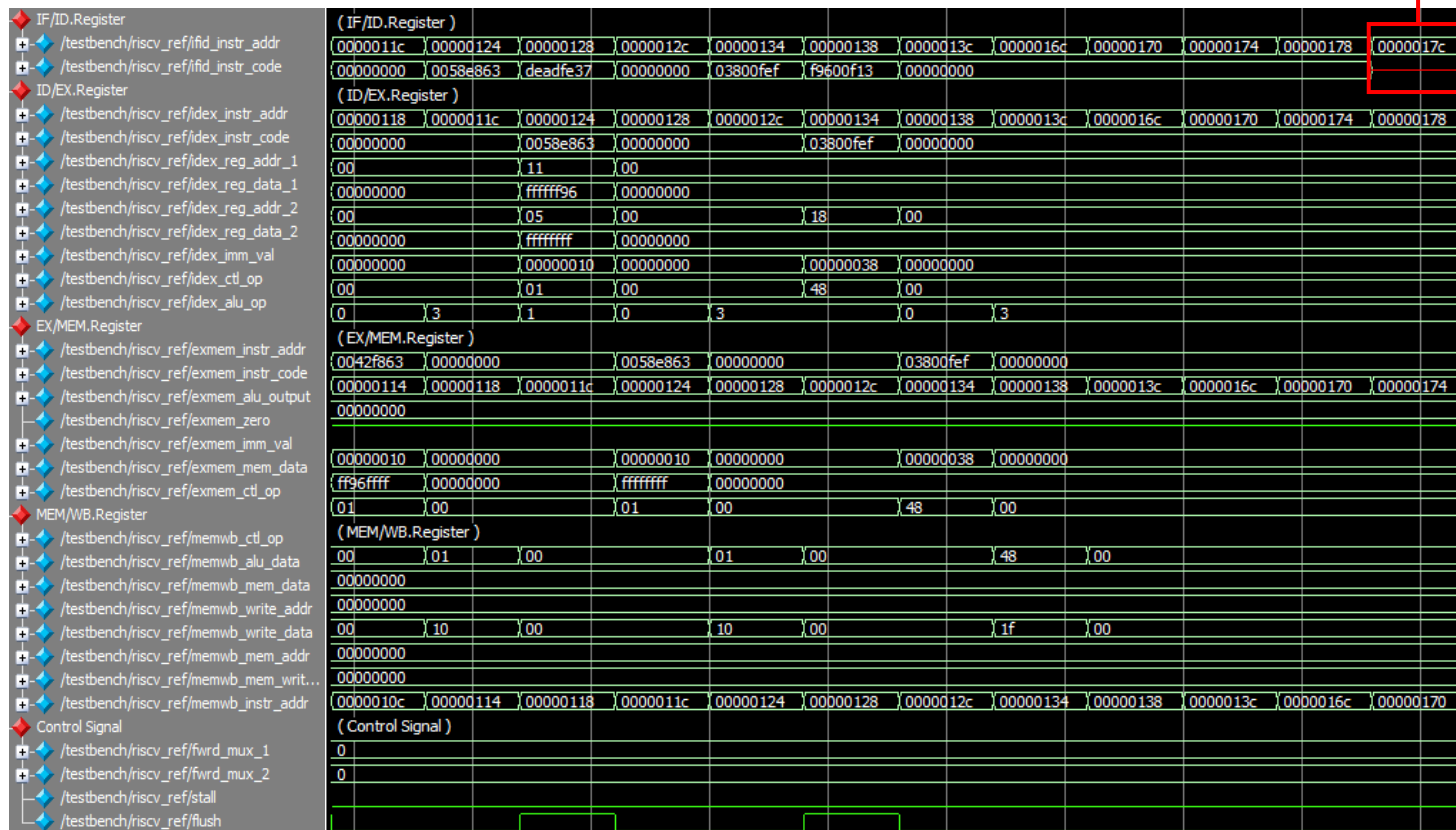 IF/ID.Register (IF/ID.Register)
/testbench/riscv_ref/ifid_instr_addr 0000011c 00000124 00000128 0000012c 00000134 00000138 0000013c 0000016c 00000170 00000174 00000178 0000017c
/testbench/riscv_ref/ifid_instr_code 00000000 0058e863 deadfe37 00000000 03800fef f9600f13 00000000
ID/EX.Register (ID/EX.Register)
/testbench/riscv_ref/idex_instr_addr 00000118 0000011c 00000124 00000128 0000012c 00000134 00000138 0000013c 0000016c 00000170 00000174 00000178
/testbench/riscv_ref/idex_instr_code 00000000 0058e863 00000000 03800fef 00000000
/testbench/riscv_ref/idex_reg_addr_1 00 11 00
/testbench/riscv_ref/idex_reg_data_1 00000000 ffffff96 00000000
/testbench/riscv_ref/idex_reg_addr_2 00 05 00 18 00
/testbench/riscv_ref/idex_reg_data_2 00000000 ffffffff 00000000
/testbench/riscv_ref/idex_imm_val 00000000 00000010 00000000 00000038 00000000
/testbench/riscv_ref/idex_ctl_op 00 01 00 48 00
/testbench/riscv_ref/idex_alu_op 0 3 1 0 3 0 3
EX/MEM.Register (EX/MEM.Register)
/testbench/riscv_ref/exmem_instr_addr 0042f863 00000000 0058e863 00000000 03800fef 00000000
/testbench/riscv_ref/exmem_instr_code 00000114 00000118 0000011c 00000124 00000128 0000012c 00000134 00000138 0000013c 0000016c 00000170 00000174
/testbench/riscv_ref/exmem_alu_output 00000000
/testbench/riscv_ref/exmem_zero
/testbench/riscv_ref/exmem_imm_val 00000010 00000000 00000010 00000000 00000038 00000000
/testbench/riscv_ref/exmem_mem_data ff96ffff 00000000 ffffffff 00000000
/testbench/riscv_ref/exmem_ctl_op 01 00 01 00 48 00
MEM/WB.Register (MEM/WB.Register)
/testbench/riscv_ref/memwb_ctl_op 00 01 00 01 00 48 00
/testbench/riscv_ref/memwb_alu_data 00000000
/testbench/riscv_ref/memwb_mem_data 00000000
/testbench/riscv_ref/memwb_write_addr 00 10 00 10 00 1f 00
/testbench/riscv_ref/memwb_write_data 00000000
/testbench/riscv_ref/memwb_mem_addr 00000000
/testbench/riscv_ref/memwb_mem_writ...
/testbench/riscv_ref/memwb_instr_addr 0000010c 00000114 00000118 0000011c 00000124 00000128 0000012c 00000134 00000138 0000013c 0000016c 00000170
Control Signal (Control Signal)
/testbench/riscv_ref/fwrd_mux_1 0
/testbench/riscv_ref/fwrd_mux_2 0
/testbench/riscv_ref/stall
/testbench/riscv_ref/flush